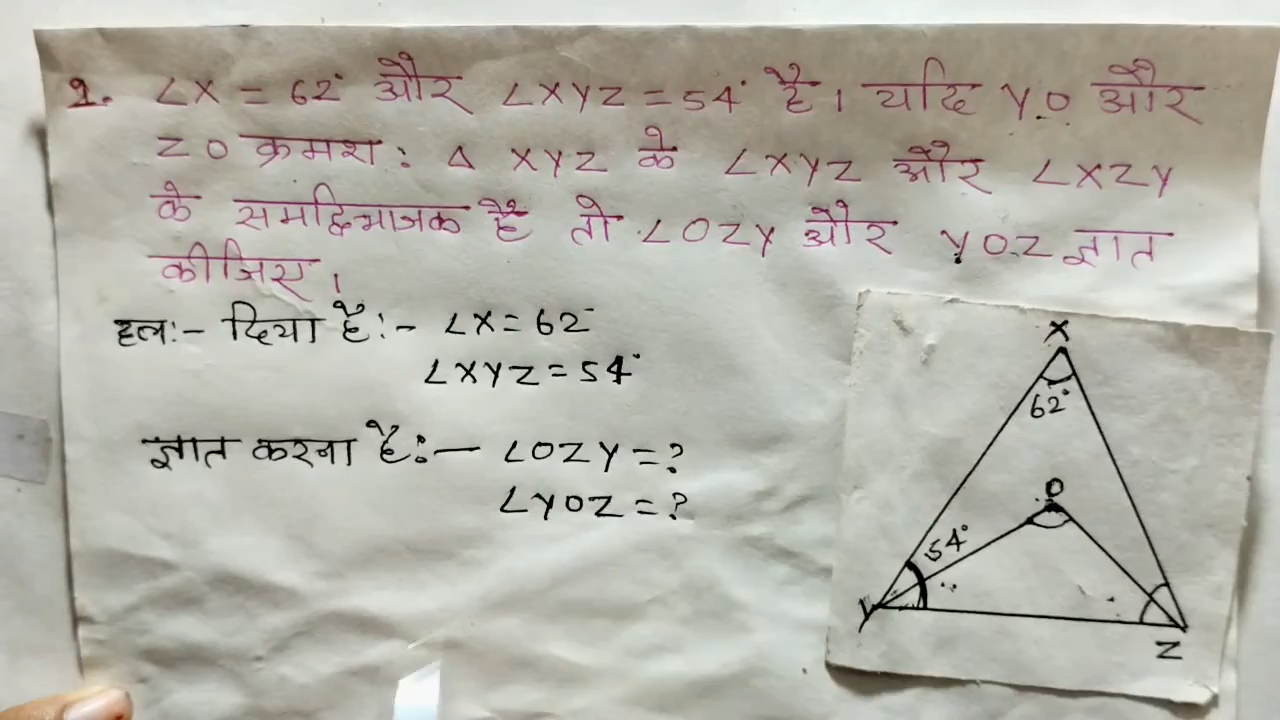 1. ∠X = 62° और ∠XYZ = 54° है। यदि YO और
ZO क्रमश: Δ XYZ के ∠XYZ और ∠XZY
के समद्विभाजक है तो ∠OZY और YOZ ज्ञात
कीजिए।
हल:- दिया है:- ∠X = 62°
∠XYZ = 54°
ज्ञात करना है:— ∠OZY = ?
∠YOZ = ?
X
62°
O
54°
Y
Z